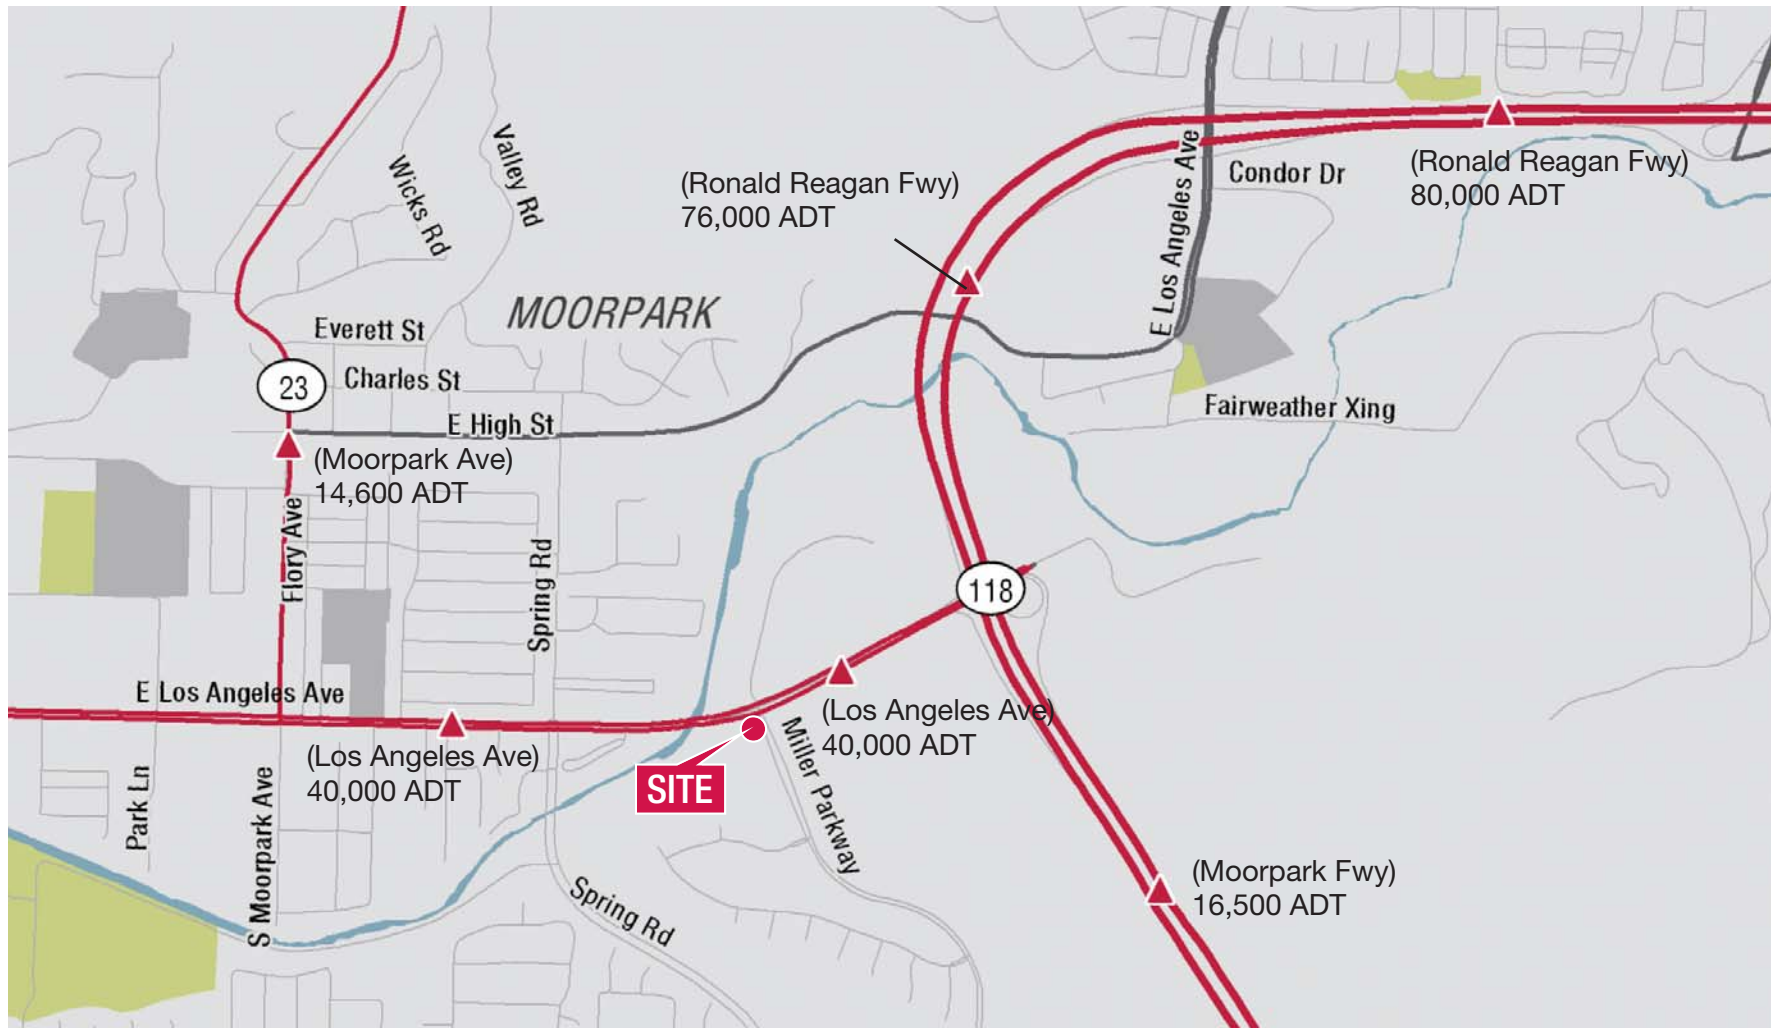 Valley Rd
Wicks Rd
(Ronald Reagan Fwy)
76,000 ADT
E Los Angeles Ave
Condor Dr
(Ronald Reagan Fwy)
80,000 ADT
MOORPARK
Everett St
23
Charles St
E High St
Fairweather Xing
(Moorpark Ave)
14,600 ADT
Flory Ave
Spring Rd
118
E Los Angeles Ave
(Los Angeles Ave)
40,000 ADT
(Los Angeles Ave)
40,000 ADT
SITE
Miller Parkway
Park Ln
S Moorpark Ave
Spring Rd
(Moorpark Fwy)
16,500 ADT